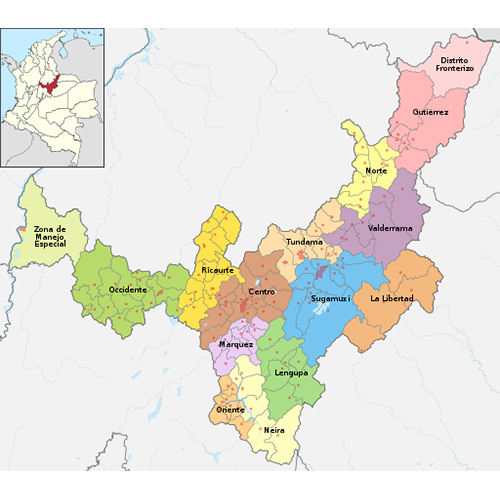 Distrito
Fronterizo
Gutiérrez
Norte
Zona de
Manejo
Especial
Valderrama
Tundama
Ricaurte
Occidente
Centro
Sugamuxi
La Libertad
Marquez
Lengupa
Oriente
Neira